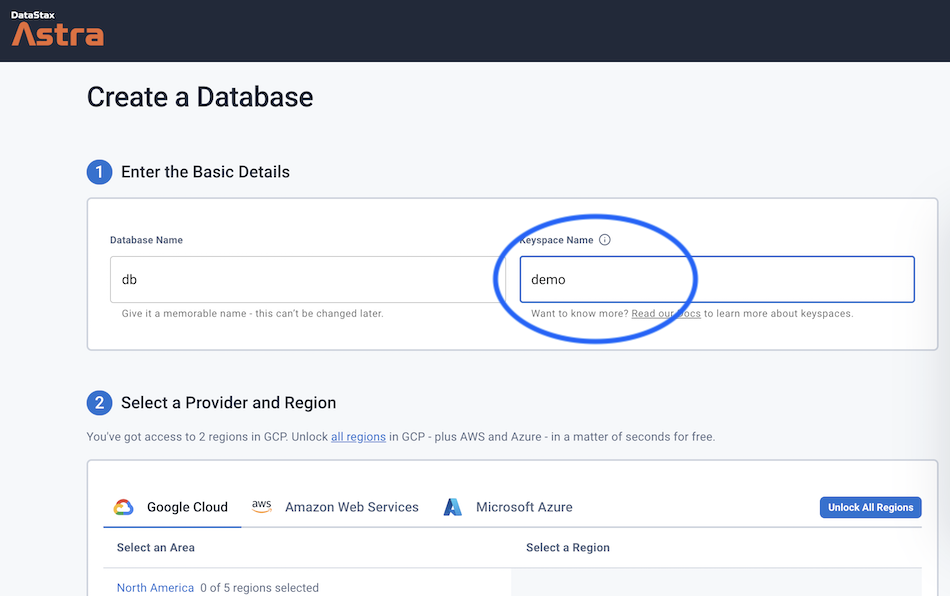 DataStax
Astra
Create a Database
1 Enter the Basic Details
Database Name
Keyspace Name
db
demo
Give it a memorable name - this can't be changed later.
Want to know more? Read our Docs to learn more about keyspaces.
2 Select a Provider and Region
You've got access to 2 regions in GCP. Unlock all regions in GCP - plus AWS and Azure - in a matter of seconds for free.
Google Cloud
aws Amazon Web Services
Microsoft Azure
Unlock All Regions
Select an Area
Select a Region
North America 0 of 5 regions selected